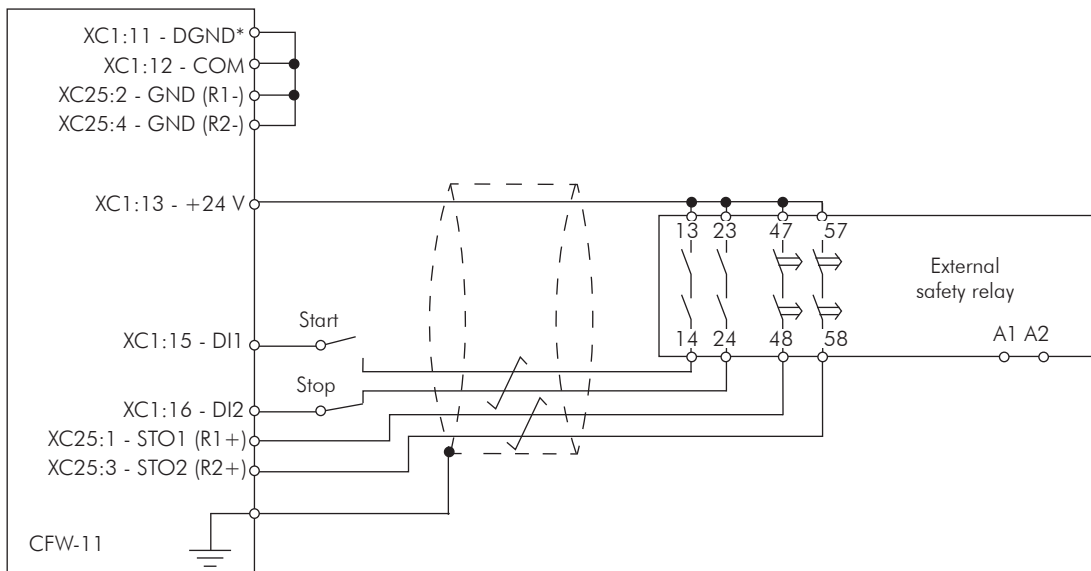 XC1:11 - DGND*
XC1:12 - COM
XC25:2 - GND (R1-)
XC25:4 - GND (R2-)
XC1:13 - +24 V
13 23 47 57
External
safety relay
Start
XC1:15 - DI1
14 24 48 58
A1 A2
Stop
XC1:16 - DI2
XC25:1 - STO1 (R1+)
XC25:3 - STO2 (R2+)
CFW-11